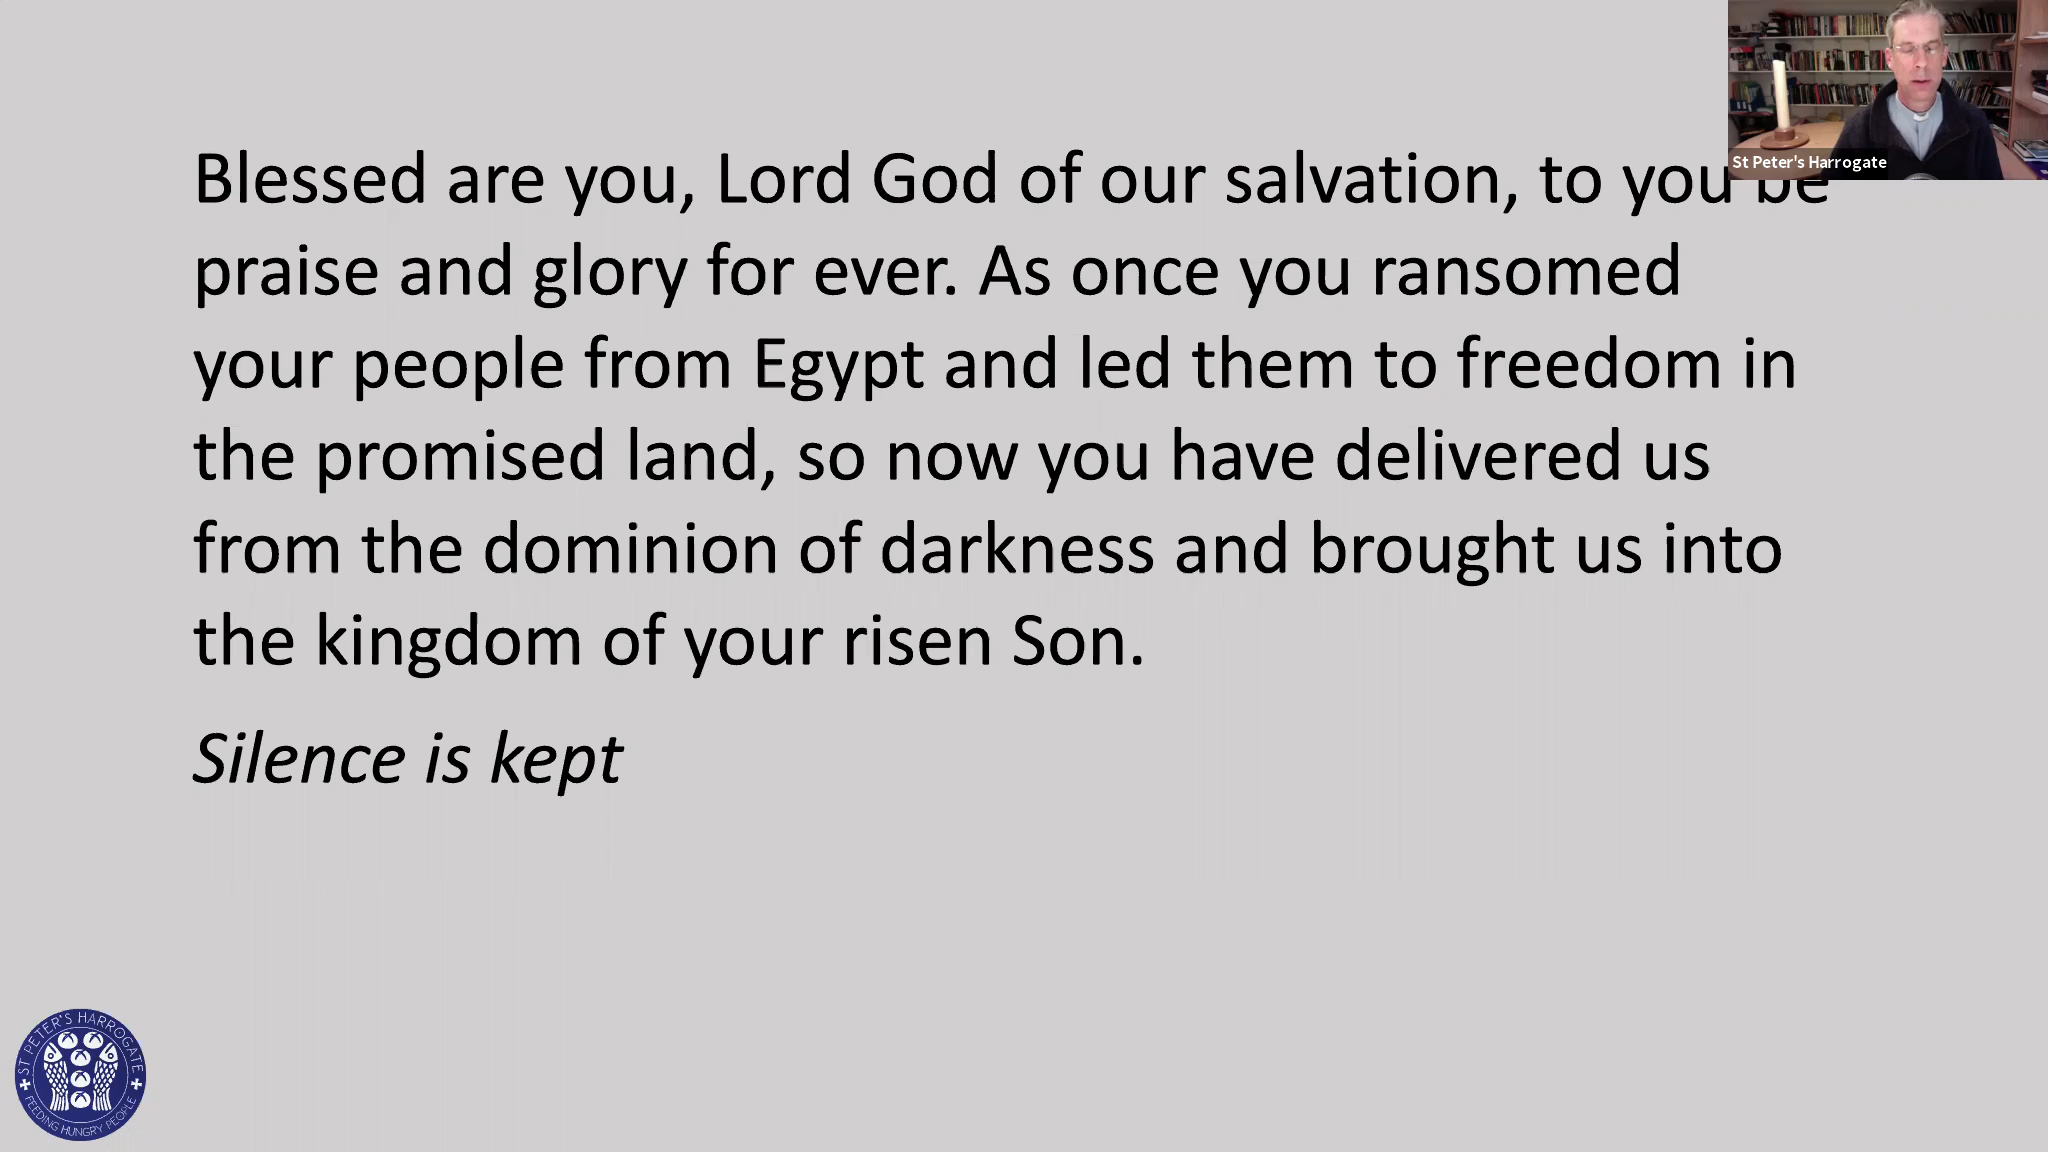 Blessed are you, Lord God of our salvation, to you be
praise and glory for ever. As once you ransomed
your people from Egypt and led them to freedom in
the promised land, so now you have delivered us
from the dominion of darkness and brought us into
the kingdom of your risen Son.
Silence is kept
St Peter's Harrogate
ST PETER'S HARROGATE
FEEDING HUNGRY PEOPLE